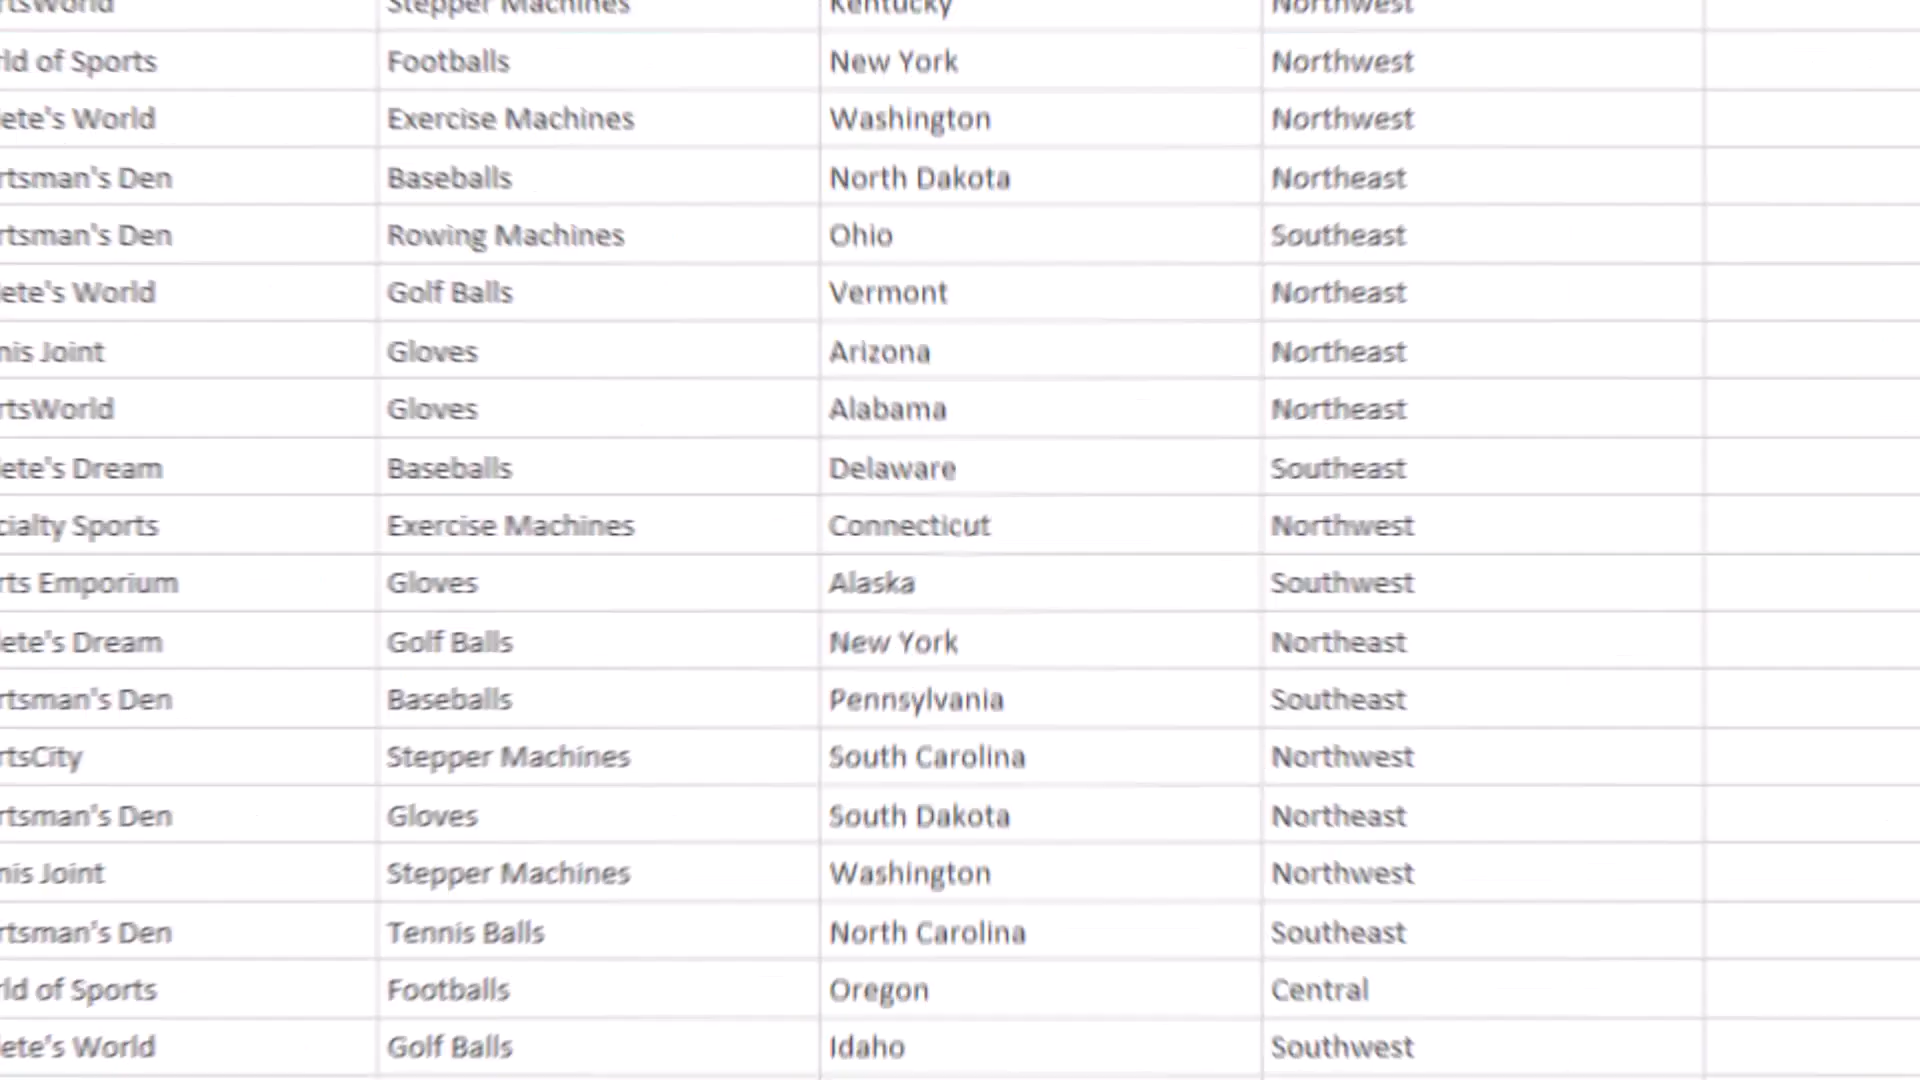 rtsWorld Stepper Machines Kentucky Northwest
ld of Sports Footballs New York Northwest
ete's World Exercise Machines Washington Northwest
rtsman's Den Baseballs North Dakota Northeast
rtsman's Den Rowing Machines Ohio Southeast
ete's World Golf Balls Vermont Northeast
nis Joint Gloves Arizona Northeast
rtsWorld Gloves Alabama Northeast
ete's Dream Baseballs Delaware Southeast
cialty Sports Exercise Machines Connecticut Northwest
rts Emporium Gloves Alaska Southwest
ete's Dream Golf Balls New York Northeast
rtsman's Den Baseballs Pennsylvania Southeast
rtsCity Stepper Machines South Carolina Northwest
rtsman's Den Gloves South Dakota Northeast
nis Joint Stepper Machines Washington Northwest
rtsman's Den Tennis Balls North Carolina Southeast
ld of Sports Footballs Oregon Central
ete's World Golf Balls Idaho Southwest